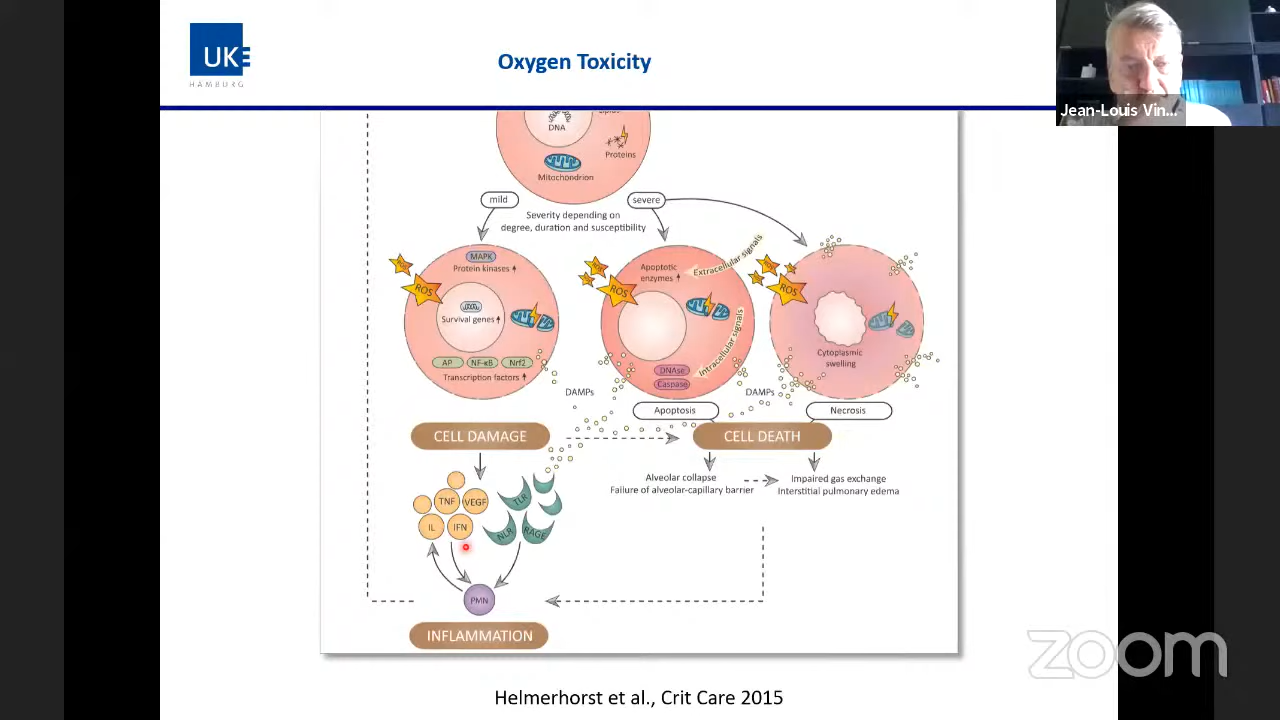 UKE
HAMBURG
Oxygen Toxicity
Jean-Louis Vin...
DNA
Proteins
Mitochondrion
mild
severe
Severity depending on
degree, duration and susceptibility
MAPK
Protein kinases
ROS
Survival genes
AP
NF-κB
Nrf2
Transcription factors
ROS
ROS
Apoptotic
enzymes
Extracellular signals
Intracellular signals
DNAse
Caspase
ROS
ROS
Cytoplasmic
swelling
DAMPs
DAMPs
Apoptosis
Necrosis
CELL DAMAGE
CELL DEATH
Alveolar collapse
Failure of alveolar-capillary barrier
Impaired gas exchange
Interstitial pulmonary edema
TNF
VEGF
IL
IFN
TLR
NLR
RAGE
PMN
INFLAMMATION
zoom
Helmerhorst et al., Crit Care 2015